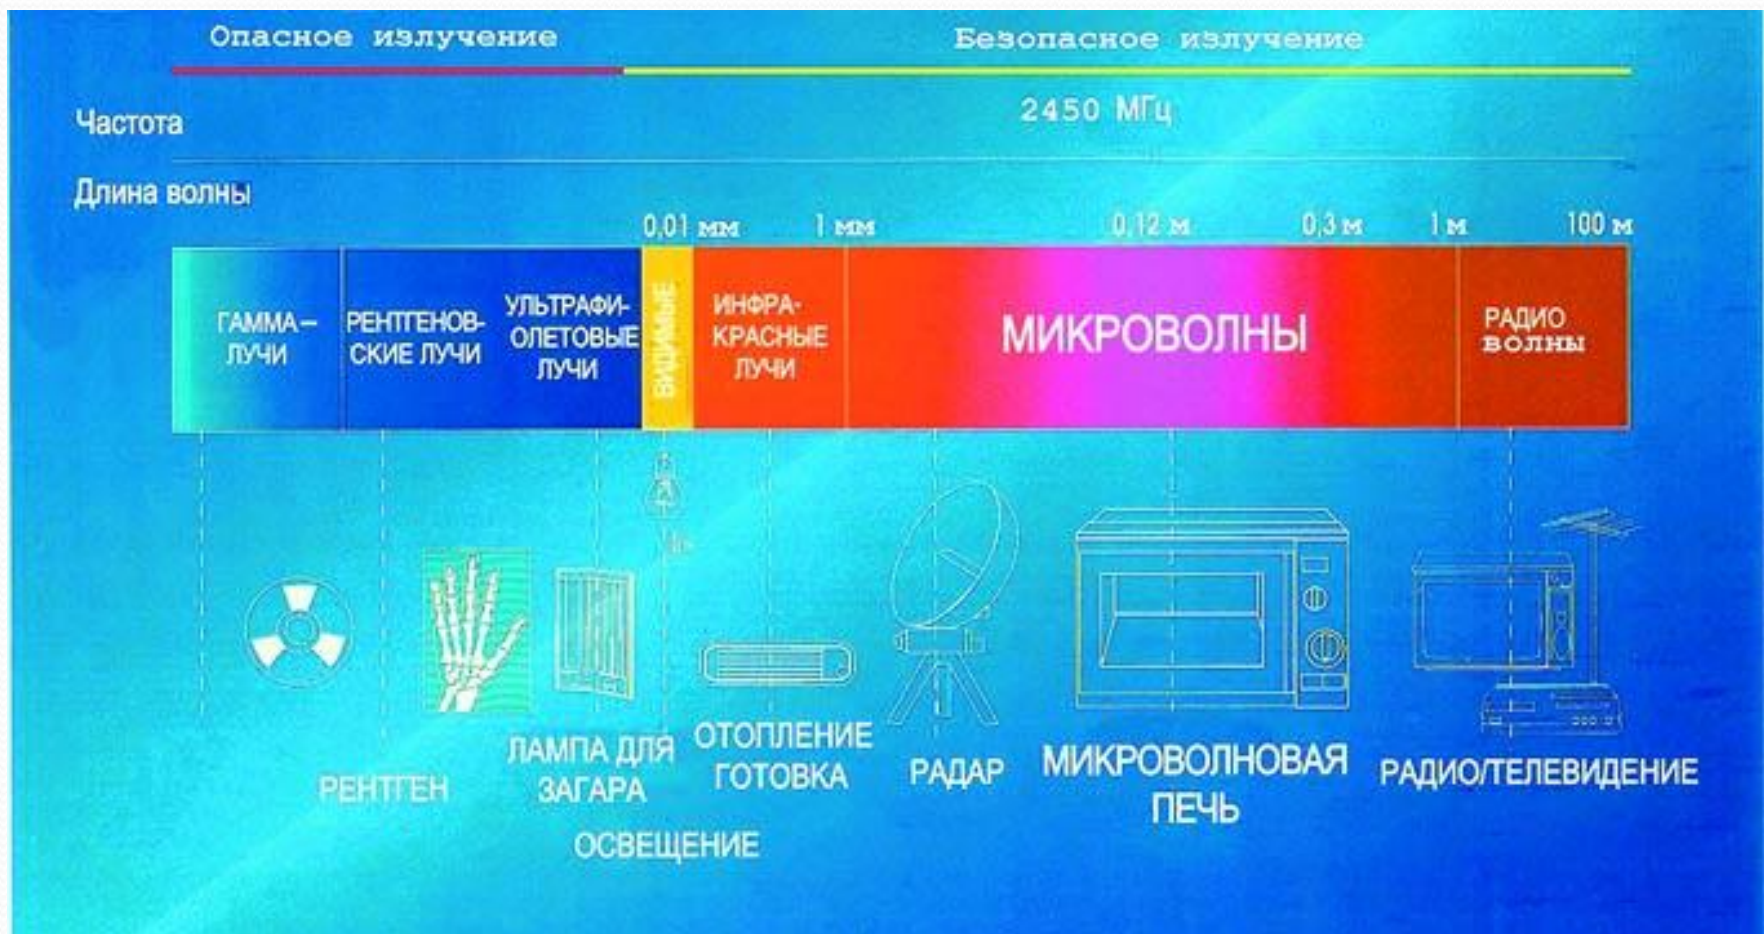 Опасное излучение
Безопасное излучение
Частота
2450 МГц
Длина волны
0,01 мм
1 мм
0,12 м
0,3 м
1 м
100 м
ГАММА–
ЛУЧИ
РЕНТГЕНОВ-
СКИЕ ЛУЧИ
УЛЬТРАФИ-
ОЛЕТОВЫЕ
ЛУЧИ
ВИДИМЫЕ
ИНФРА-
КРАСНЫЕ
ЛУЧИ
МИКРОВОЛНЫ
РАДИО
ВОЛНЫ
РЕНТГЕН
ЛАМПА ДЛЯ
ЗАГАРА
ОСВЕЩЕНИЕ
ОТОПЛЕНИЕ
ГОТОВКА
РАДАР
МИКРОВОЛНОВАЯ
ПЕЧЬ
РАДИО/ТЕЛЕВИДЕНИЕ